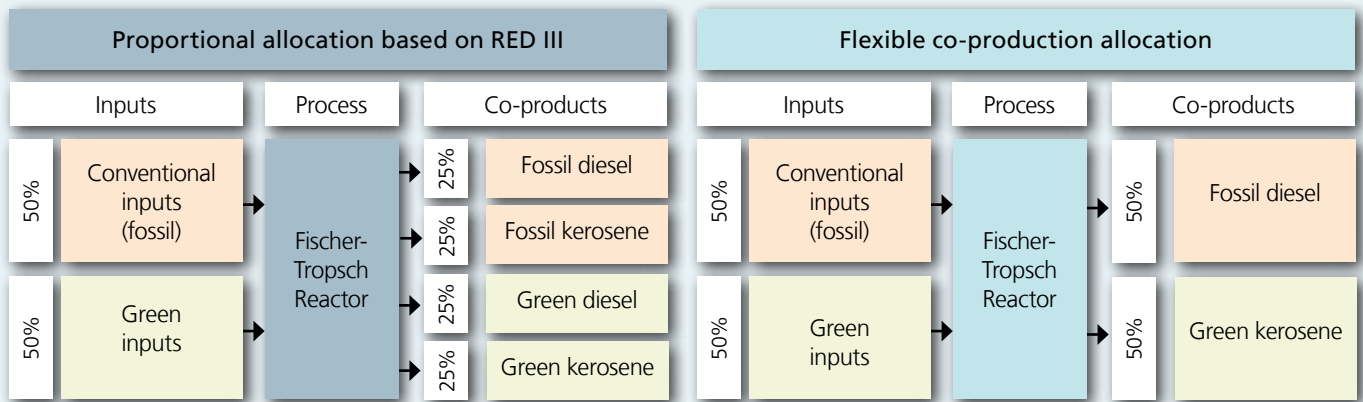 Proportional allocation based on RED III
Inputs
Process
Co-products
50%
Conventional
inputs
(fossil)
50%
Green
inputs
Fischer-
Tropsch
Reactor
25%
Fossil diesel
25%
Fossil kerosene
25%
Green diesel
25%
Green kerosene
Flexible co-production allocation
Inputs
Process
Co-products
50%
Conventional
inputs
(fossil)
50%
Green
inputs
Fischer-
Tropsch
Reactor
50%
Fossil diesel
50%
Green kerosene